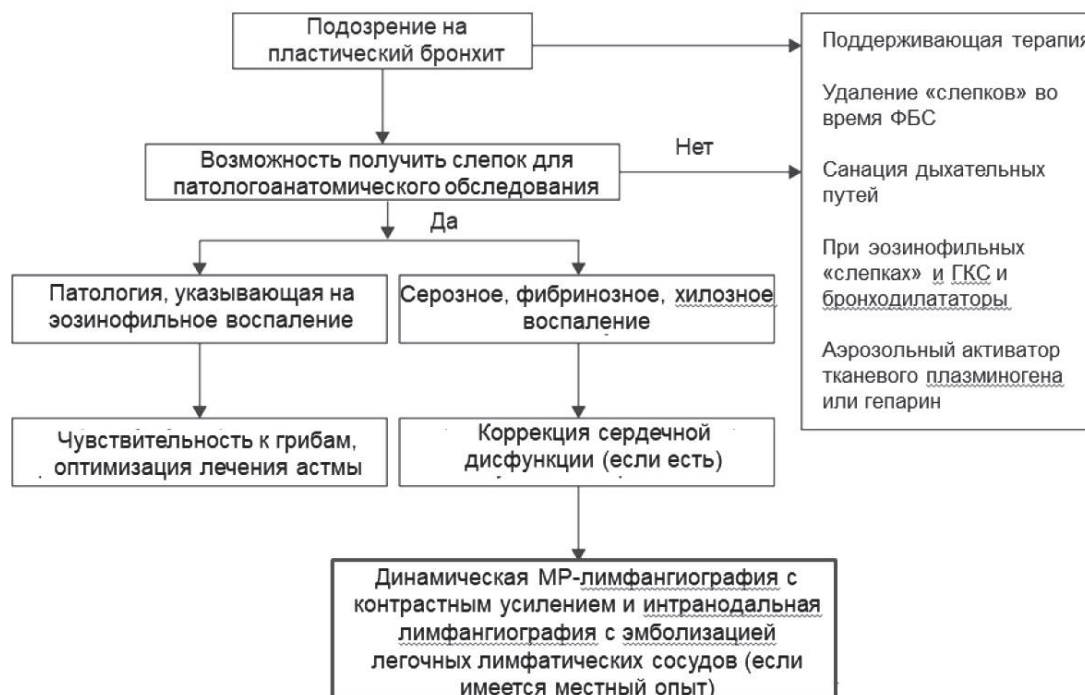 Подозрение на
пластический бронхит
Поддерживающая терапия
Удаление «слепков» во
время ФБС
Санация дыхательных
путей
При эозинофильных
«слепках» и ГКС и
бронходилататоры
Аэрозольный активатор
тканевого плазминогена
или гепарин
Возможность получить слепок для
патологоанатомического обследования
Нет
Да
Патология, указывающая на
эозинофильное воспаление
Серозное, фибринозное, хилозное
воспаление
Чувствительность к грибам,
оптимизация лечения астмы
Коррекция сердечной
дисфункции (если есть)
Динамическая МР-лимфангиография с
контрастным усилением и интранодальная
лимфангиография с эмболизацией
легочных лимфатических сосудов (если
имеется местный опыт)